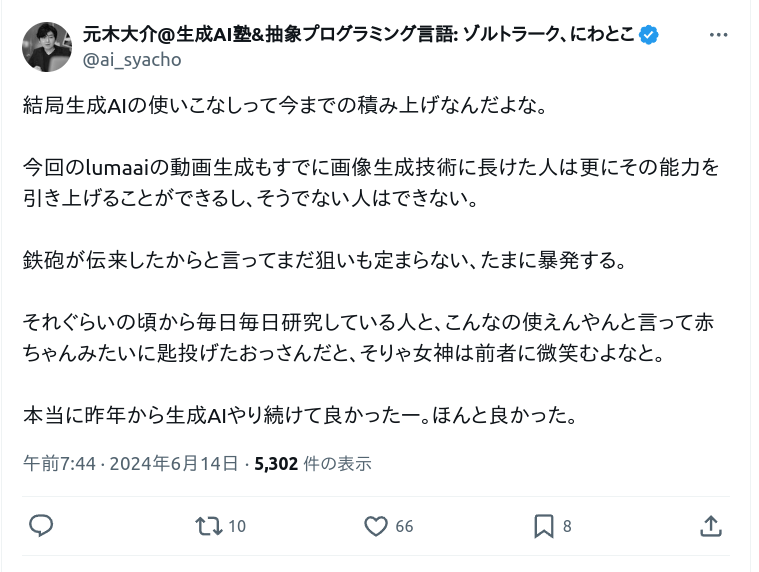 元木大介@生成AI塾&抽象プログラミング言語: ゾルトラーク、にわとこ
@ai_syacho
結局生成AIの使いこなしって今までの積み上げなんだよな。
今回のlumaaiの動画生成もすでに画像生成技術に長けた人は更にその能力を
引き上げることができるし、そうでない人はできない。
鉄砲が伝来したからと言ってまだ狙いも定まらない、たまに暴発する。
それぐらいの頃から毎日毎日研究している人と、こんなの使えんやんと言って赤
ちゃんみたいに匙投げたおっさんだと、そりゃ女神は前者に微笑むよなと。
本当に昨年から生成AIやり続けて良かったー。ほんと良かった。
午前7:44 · 2024年6月14日 · 5,302 件の表示
10 66 8